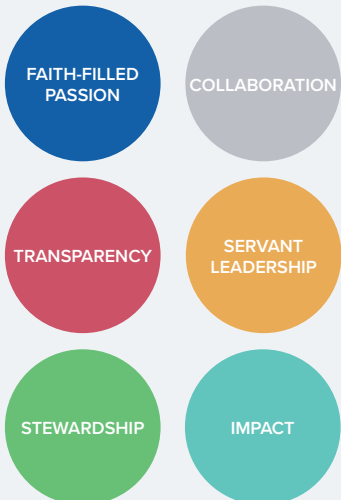 FAITH-FILLED
PASSION
COLLABORATION
TRANSPARENCY
SERVANT
LEADERSHIP
STEWARDSHIP
IMPACT